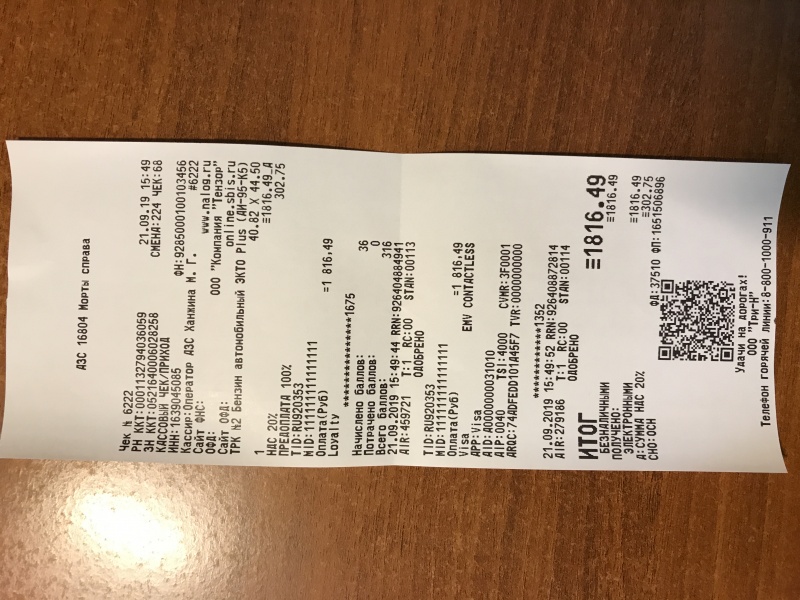 АЗС 16804 Морты справа
Чек N 6222 21.09.19 15:49
РН ККТ:0001132794036059 СМЕНА:224 ЧЕК:68
ЗН ККТ:0521640006028258
КАССОВЫЙ ЧЕК/ПРИХОД
ИНН:1639045085 ФН:9285000100103456
Кассир:Оператор АЗС Ханжина М. Г. #6222
Сайт ФНС: www.nalog.ru
ОФД: ООО "Компания "Тензор"
Сайт ОФД: online.sbis.ru
ТРК №2 Бензин автомобильный ЭКТО Plus (АИ-95-К5)
40.82 X 44.50
1 ≡1816.49_А
НДС 20% 302.75
ПРЕДОПЛАТА 100%
TID:RU920353
MID:111111111111111
Оплата(Руб) =1 816,49
Loyalty
***************1675
Начислено баллов: 36
Потрачено баллов: 0
Всего баллов: 316
21.09.2019 15:49:44 RRN:926404884941
AIR:459721 T:1 RC:00 STAN:00113
ОДОБРЕНО
TID:RU920353
MID:111111111111111
Оплата(Руб) =1 816,49
Visa EMV CONTACTLESS
APP:Visa
AID:A0000000031010
AIP:0040 TSI:4000 CVMR:3F0001
ARQC:74ADFEDD101A45F7 TVR:0000000000
************1352
21.09.2019 15:49:52 RRN:926408872814
AIR:279186 T:1 RC:00 STAN:00114
ОДОБРЕНО
ИТОГ ≡1816.49
БЕЗНАЛИЧНЫМИ ≡1816.49
ПОЛУЧЕНО:
ЭЛЕКТРОННЫМИ ≡1816.49
А:СУММА НДС 20% ≡302.75
СНО:ОСН ФД:37510 ФП:1651506896
Удачи на дорогах!
ООО "Три-Н"
Телефон горячей линии:8-800-1000-911